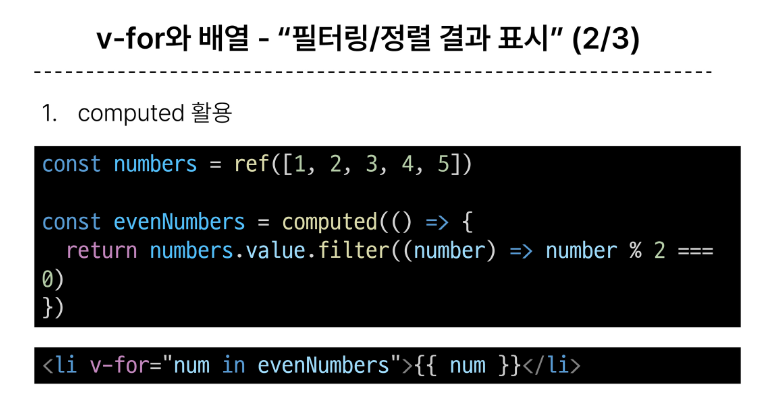 v-for와 배열 - “필터링/정렬 결과 표시” (2/3)
1. computed 활용
const numbers = ref([1, 2, 3, 4, 5])
const evenNumbers = computed(() => {
  return numbers.value.filter((number) => number % 2 ===
0)
})
<li v-for="num in evenNumbers">{{ num }}</li>